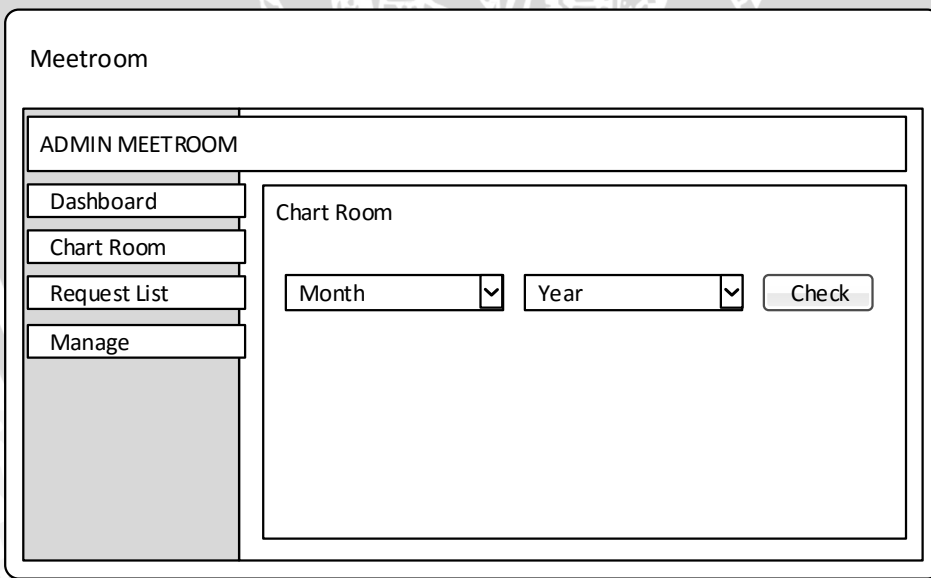 Meetroom
ADMIN MEETROOM
Dashboard
Chart Room
Request List
Manage
Chart Room
Month Year Check